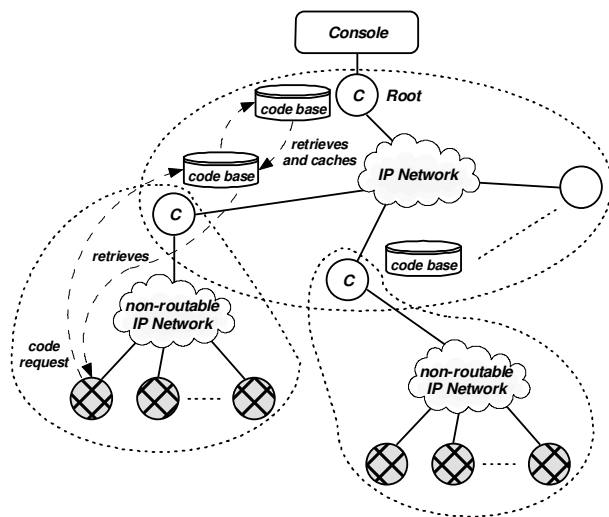 Console
C
Root
code base
retrieves
and caches
code base
IP Network
C
code base
C
retrieves
non-routable
IP Network
code
request
non-routable
IP Network